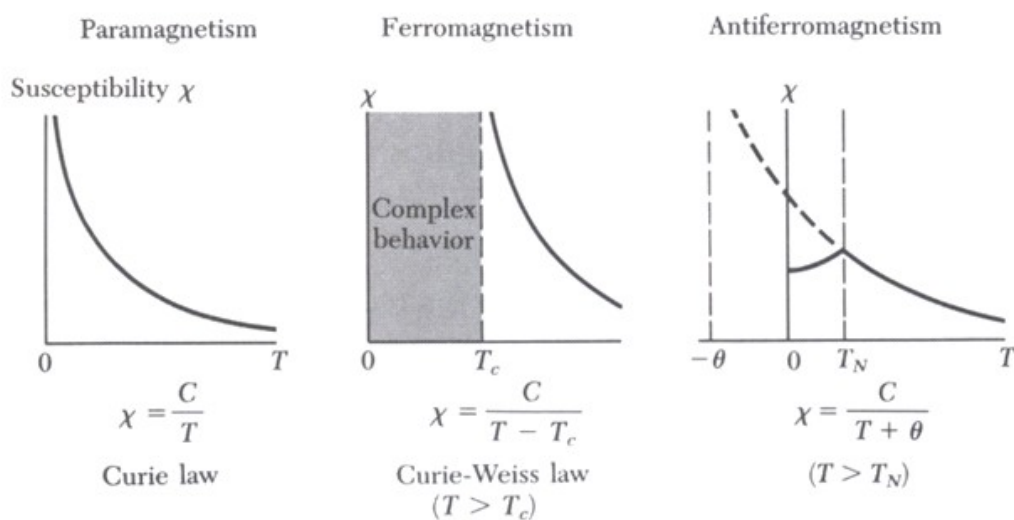 Paramagnetism
Susceptibility χ
0
T
χ = C/T
Curie law
Ferromagnetism
χ
Complex
behavior
0
T_c
χ = C/(T − T_c)
Curie-Weiss law
(T > T_c)
Antiferromagnetism
χ
−θ
0
T_N
T
χ = C/(T + θ)
(T > T_N)